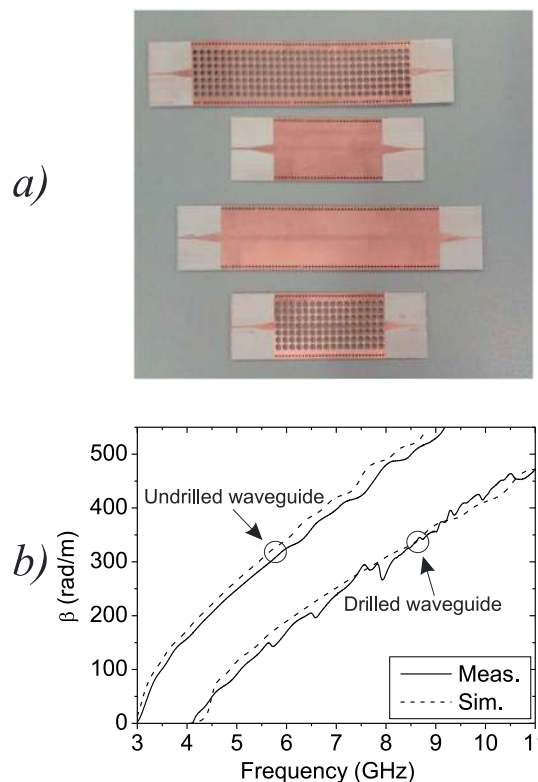 a)
b)
β (rad/m)
500
400
300
200
100
0
Undrilled waveguide
Drilled waveguide
Meas.
Sim.
3 4 5 6 7 8 9 10 11
Frequency (GHz)